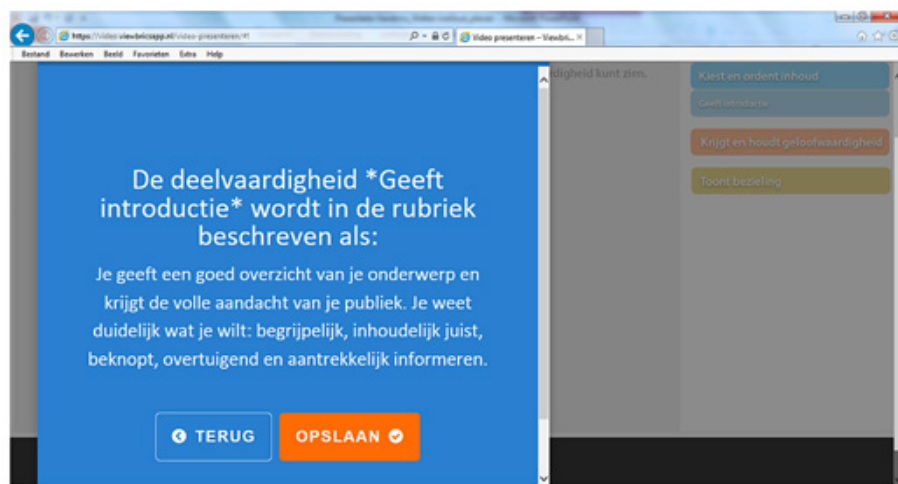 https://video.viewbricsapp.nl/video-presenteren/#!
Video presenteren – Viewbri...
Bestand Bewerken Beeld Favorieten Extra Help
edigheid kunt zien.
Kiest en ordent inhoud
Geeft introductie
Krijgt en houdt geloofwaardigheid
Toont bezieling
De deelvaardigheid *Geeft
introductie* wordt in de rubriek
beschreven als:
Je geeft een goed overzicht van je onderwerp en
krijgt de volle aandacht van je publiek. Je weet
duidelijk wat je wilt: begrijpelijk, inhoudelijk juist,
beknopt, overtuigend en aantrekkelijk informeren.
TERUG
OPSLAAN